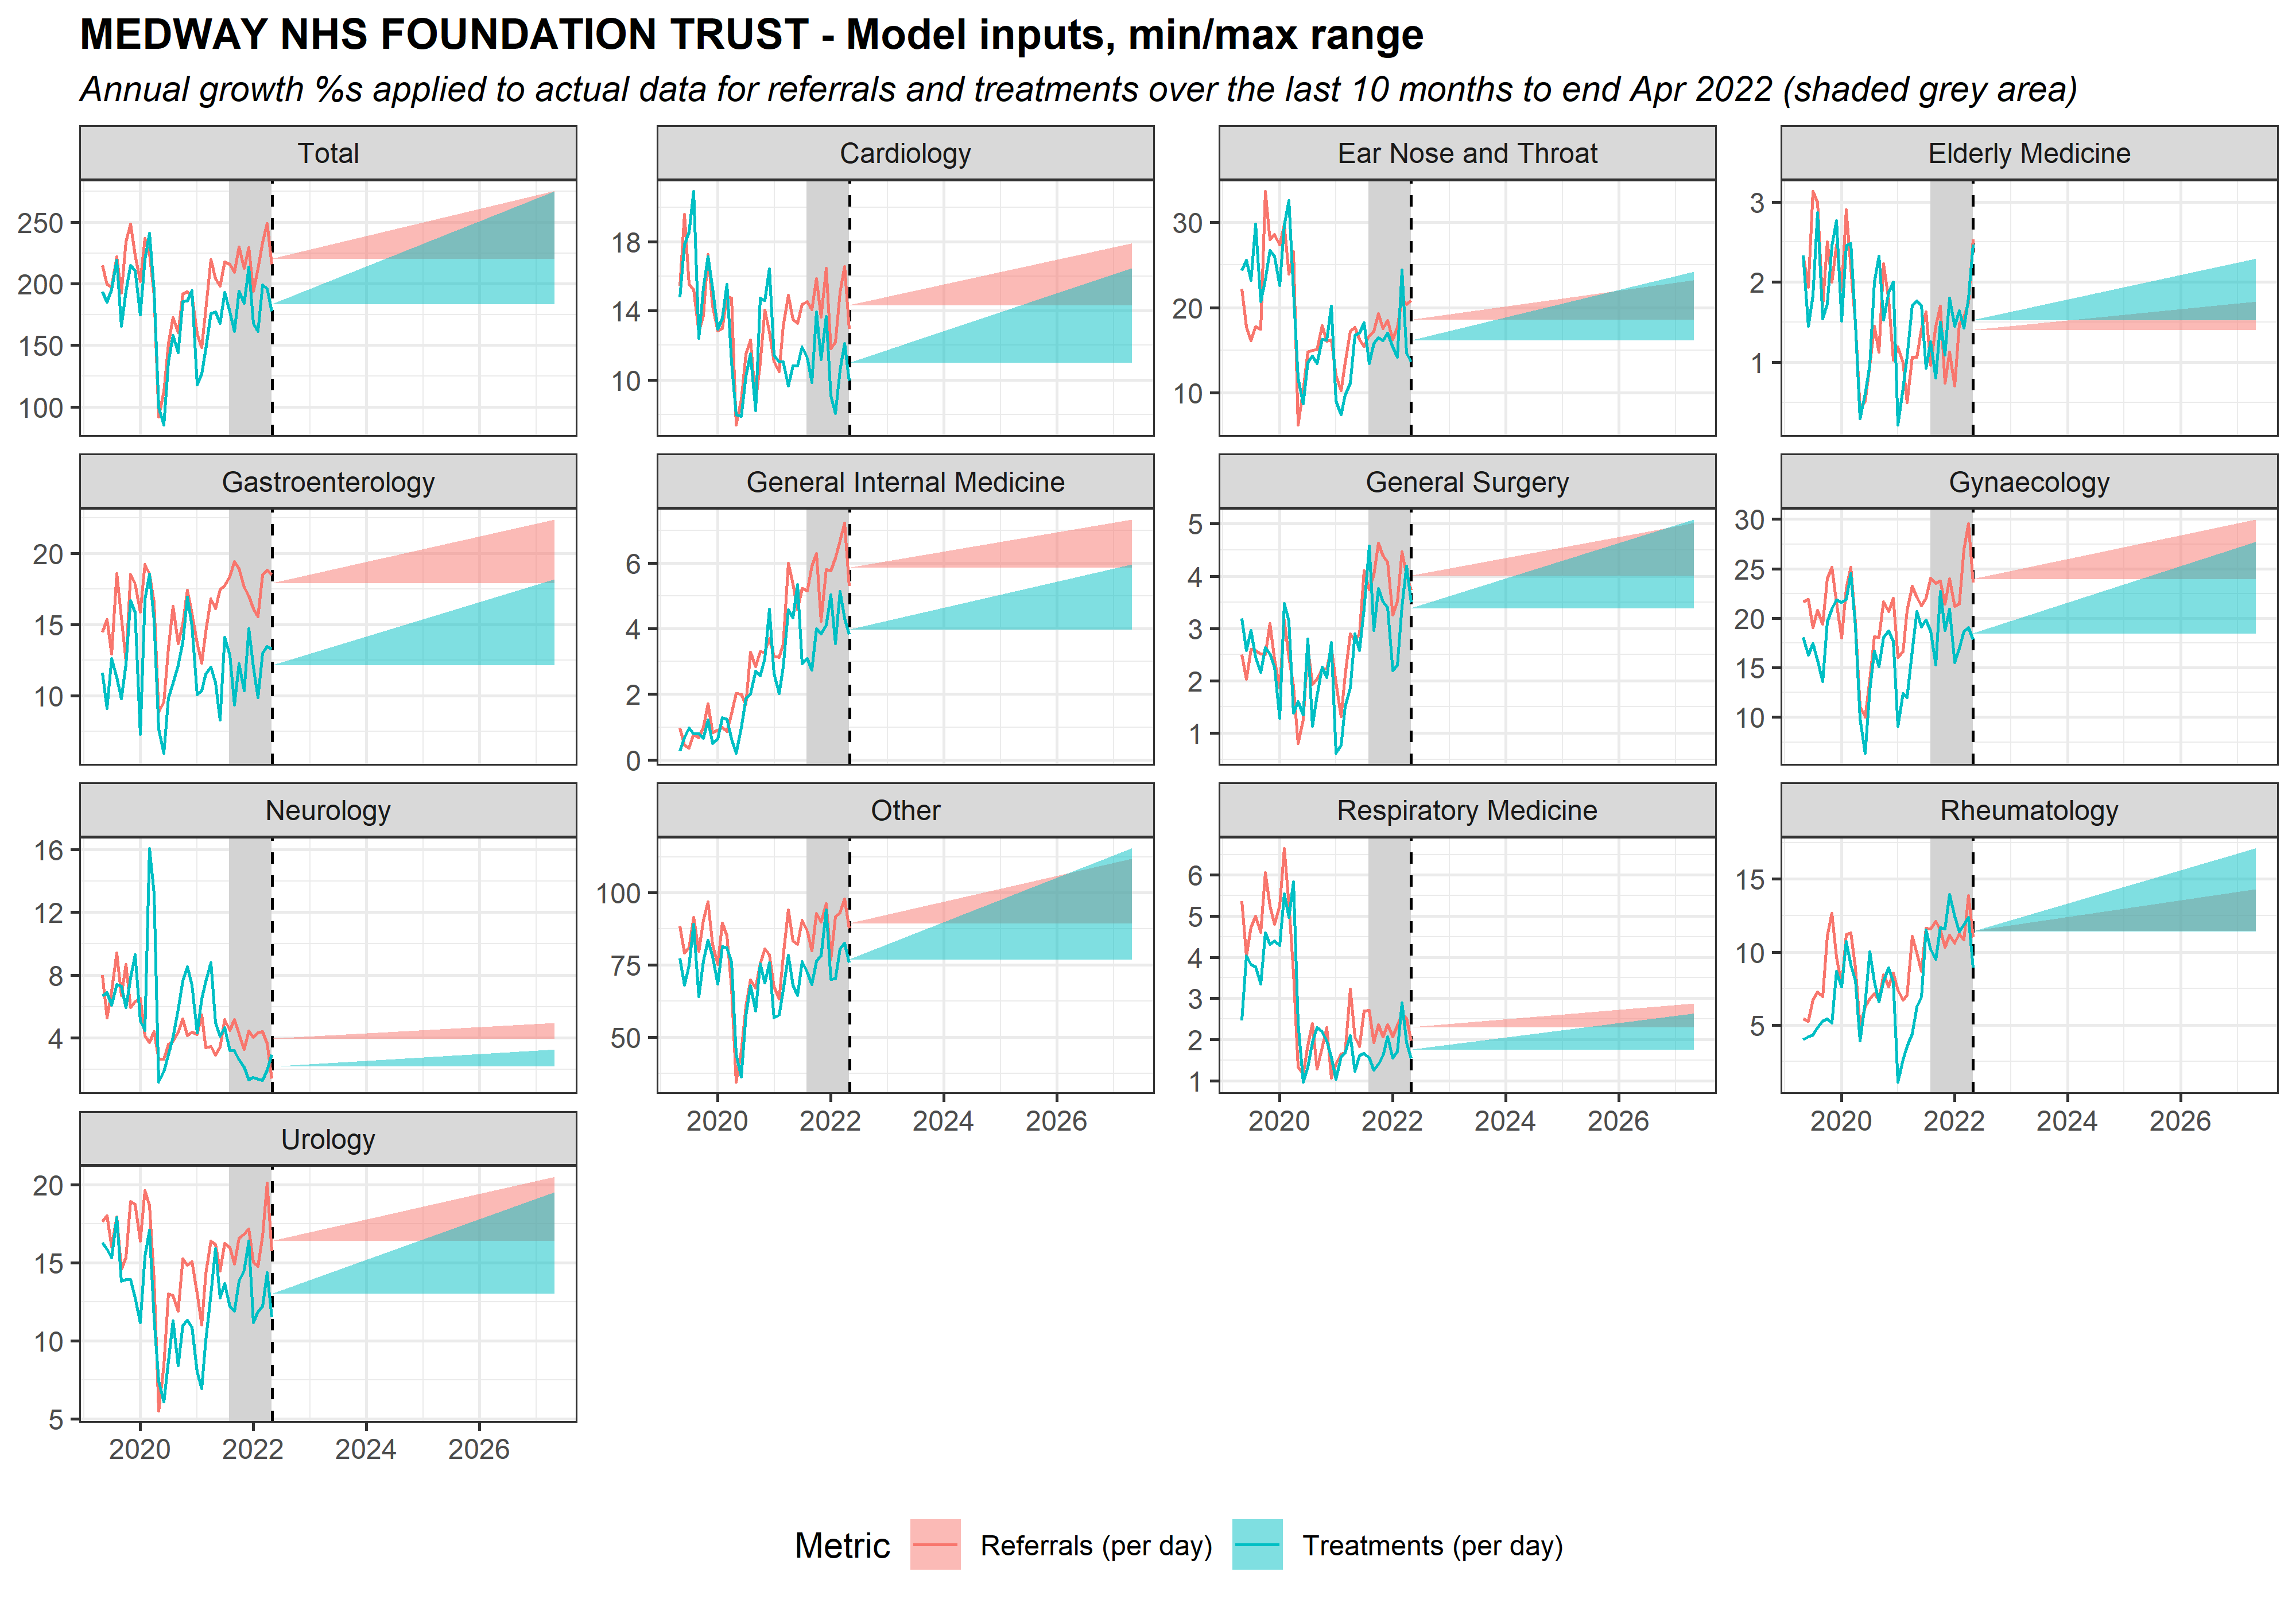 MEDWAY NHS FOUNDATION TRUST - Model inputs, min/max range
Annual growth %s applied to actual data for referrals and treatments over the last 10 months to end Apr 2022 (shaded grey area)
Total
250
200
150
100
Cardiology
18
14
10
Ear Nose and Throat
30
20
10
Elderly Medicine
3
2
1
Gastroenterology
20
15
10
General Internal Medicine
6
4
2
0
General Surgery
5
4
3
2
1
Gynaecology
30
25
20
15
10
Neurology
16
12
8
4
Other
100
75
50
2020 2022 2024 2026
Respiratory Medicine
6
5
4
3
2
1
2020 2022 2024 2026
Rheumatology
15
10
5
2020 2022 2024 2026
Urology
20
15
10
5
2020 2022 2024 2026
Metric Referrals (per day) Treatments (per day)